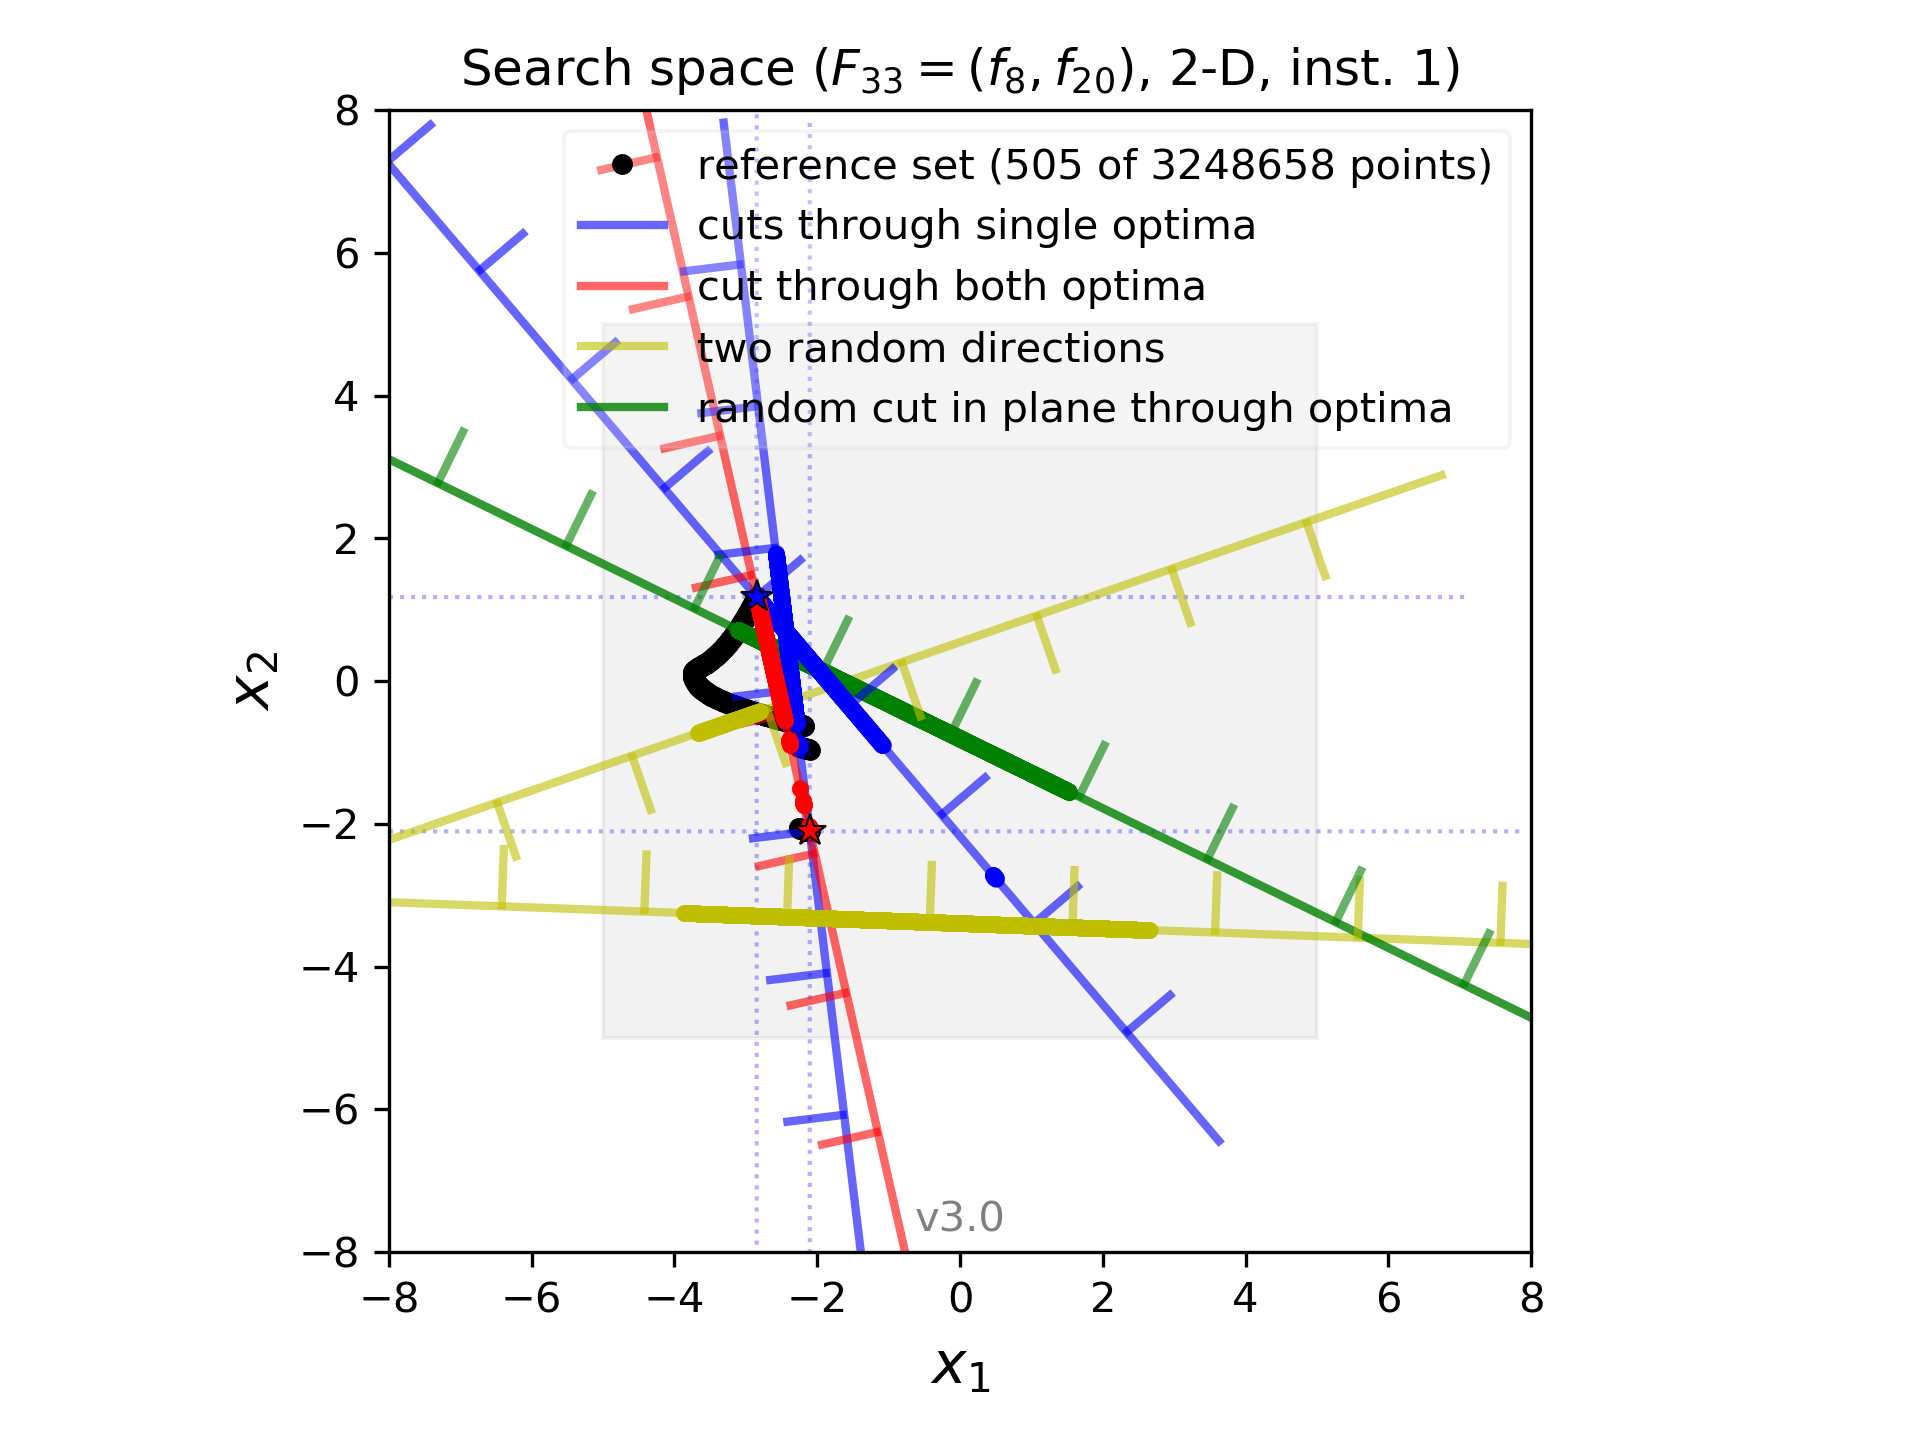 Search space (F33 = (f8, f20), 2-D, inst. 1)
8
6
4
2
0
−2
−4
−6
−8
x2
reference set (505 of 3248658 points)
cuts through single optima
cut through both optima
two random directions
random cut in plane through optima
v3.0
−8 −6 −4 −2 0 2 4 6 8
x1